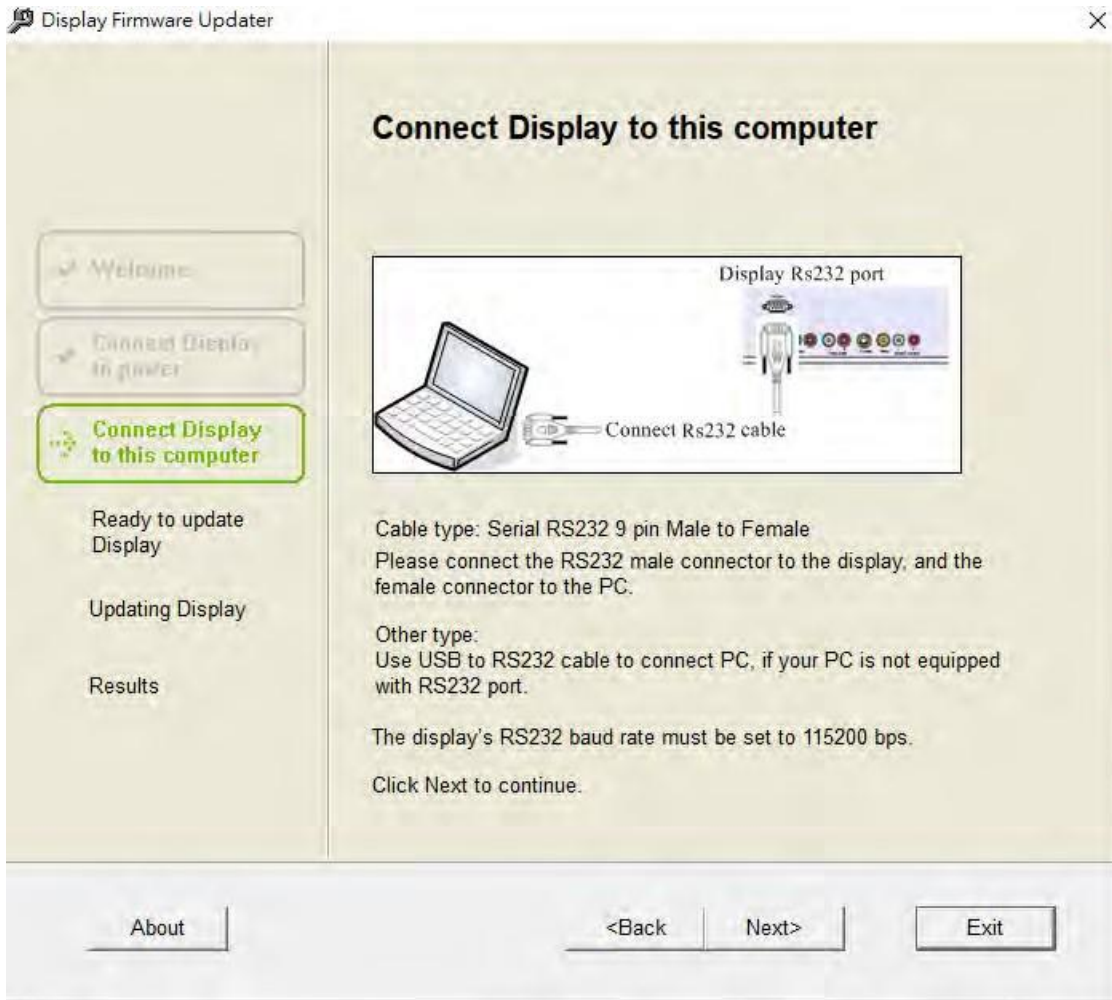 Display Firmware Updater
Connect Display to this computer
Welcome
Connect Display
to power
Connect Display
to this computer
Ready to update
Display
Updating Display
Results
Display Rs232 port
Connect Rs232 cable
Cable type: Serial RS232 9 pin Male to Female
Please connect the RS232 male connector to the display, and the
female connector to the PC.
Other type:
Use USB to RS232 cable to connect PC, if your PC is not equipped
with RS232 port.
The display's RS232 baud rate must be set to 115200 bps.
Click Next to continue.
About
<Back
Next>
Exit